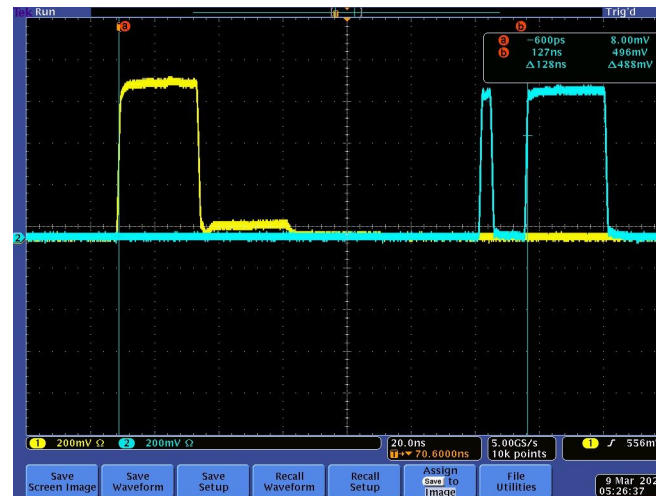 Tek Run
Trig'd
a -600ps 8.00mV
b 127ns 496mV
Δ128ns Δ488mV
a
b
2
1 200mV Ω 2 200mV Ω
20.0ns
T→▼ 70.6000ns
5.00GS/s
10k points
1 ∫ 556m
Save Screen Image
Save Waveform
Save Setup
Recall Waveform
Recall Setup
Assign Save to Image
File Utilities
9 Mar 202
05:26:37